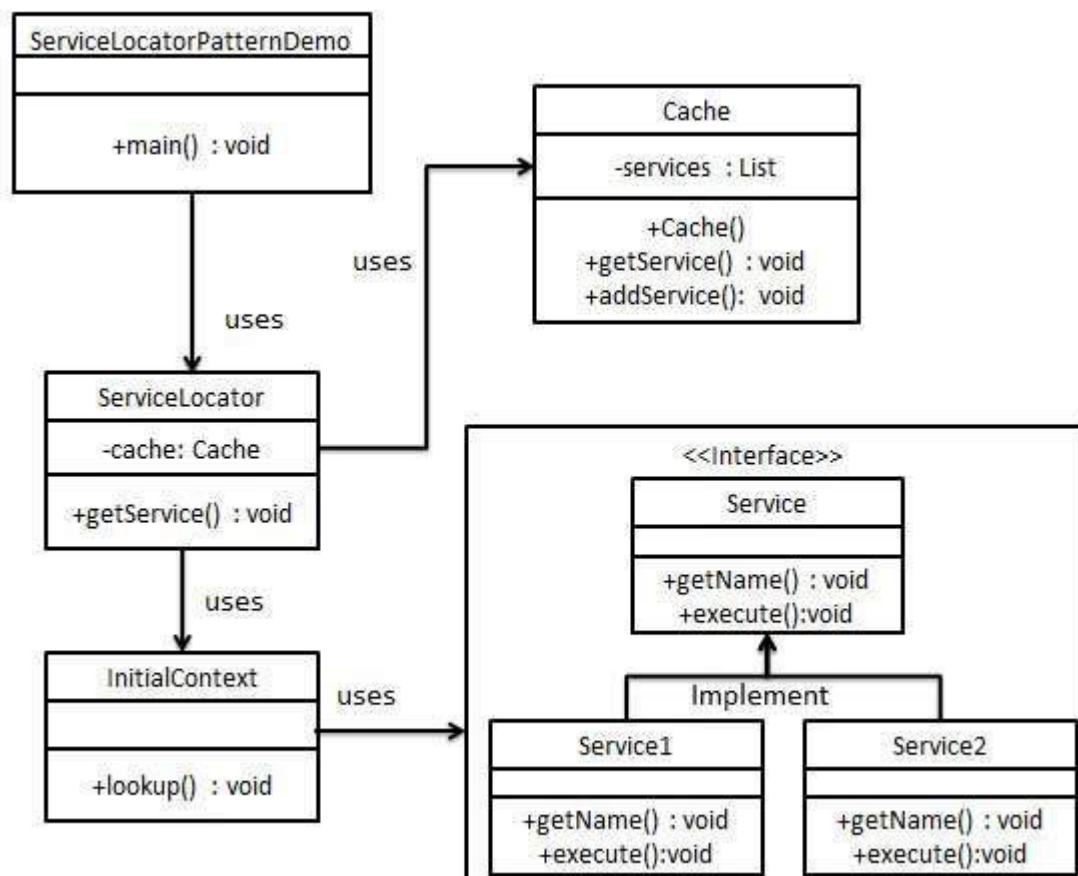 ServiceLocatorPatternDemo
+main() : void
uses
ServiceLocator
-cache: Cache
+getService() : void
uses
InitialContext
+lookup() : void
uses
Cache
-services : List
+Cache()
+getService() : void
+addService(): void
uses
<<Interface>>
Service
+getName() : void
+execute():void
Implement
Service1
+getName() : void
+execute():void
Service2
+getName() : void
+execute():void